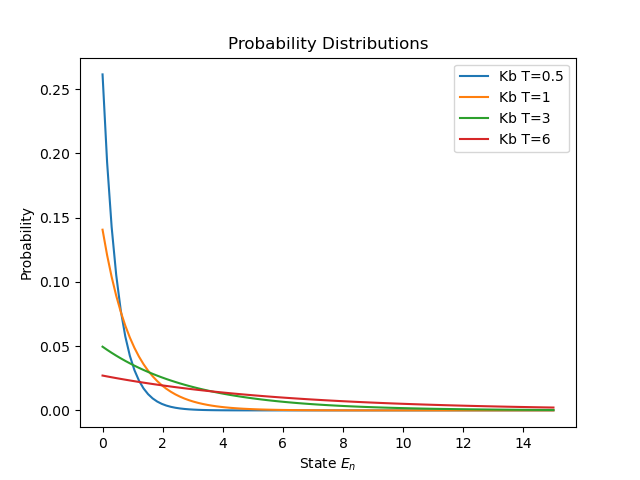 Probability Distributions
Kb T=0.5
Kb T=1
Kb T=3
Kb T=6
Probability
0.25
0.20
0.15
0.10
0.05
0.00
0 2 4 6 8 10 12 14
State $E_n$